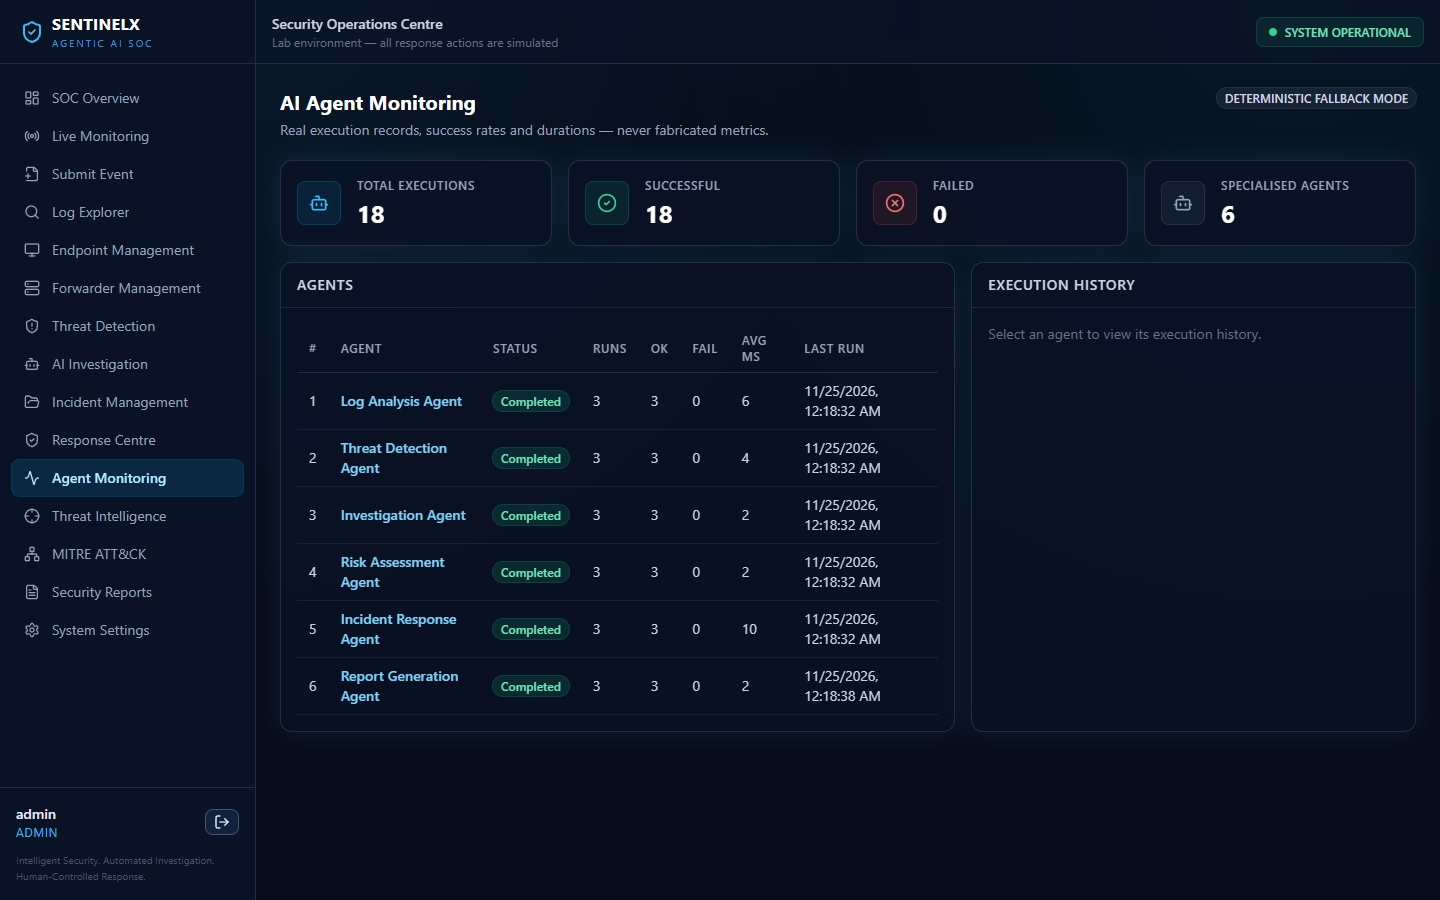 SENTINELX
AGENTIC AI SOC
Security Operations Centre
Lab environment — all response actions are simulated
SYSTEM OPERATIONAL
SOC Overview
Live Monitoring
Submit Event
Log Explorer
Endpoint Management
Forwarder Management
Threat Detection
AI Investigation
Incident Management
Response Centre
Agent Monitoring
Threat Intelligence
MITRE ATT&CK
Security Reports
System Settings
admin
ADMIN
Intelligent Security. Automated Investigation.
Human-Controlled Response.
AI Agent Monitoring
DETERMINISTIC FALLBACK MODE
Real execution records, success rates and durations — never fabricated metrics.
TOTAL EXECUTIONS
18
SUCCESSFUL
18
FAILED
0
SPECIALISED AGENTS
6
AGENTS
# AGENT STATUS RUNS OK FAIL AVG MS LAST RUN
1 Log Analysis Agent Completed 3 3 0 6 11/25/2026, 12:18:32 AM
2 Threat Detection Agent Completed 3 3 0 4 11/25/2026, 12:18:32 AM
3 Investigation Agent Completed 3 3 0 2 11/25/2026, 12:18:32 AM
4 Risk Assessment Agent Completed 3 3 0 2 11/25/2026, 12:18:32 AM
5 Incident Response Agent Completed 3 3 0 10 11/25/2026, 12:18:32 AM
6 Report Generation Agent Completed 3 3 0 2 11/25/2026, 12:18:38 AM
EXECUTION HISTORY
Select an agent to view its execution history.